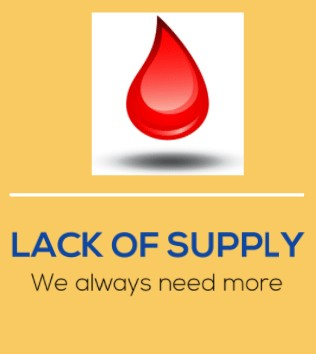 LACK OF SUPPLY
We always need more